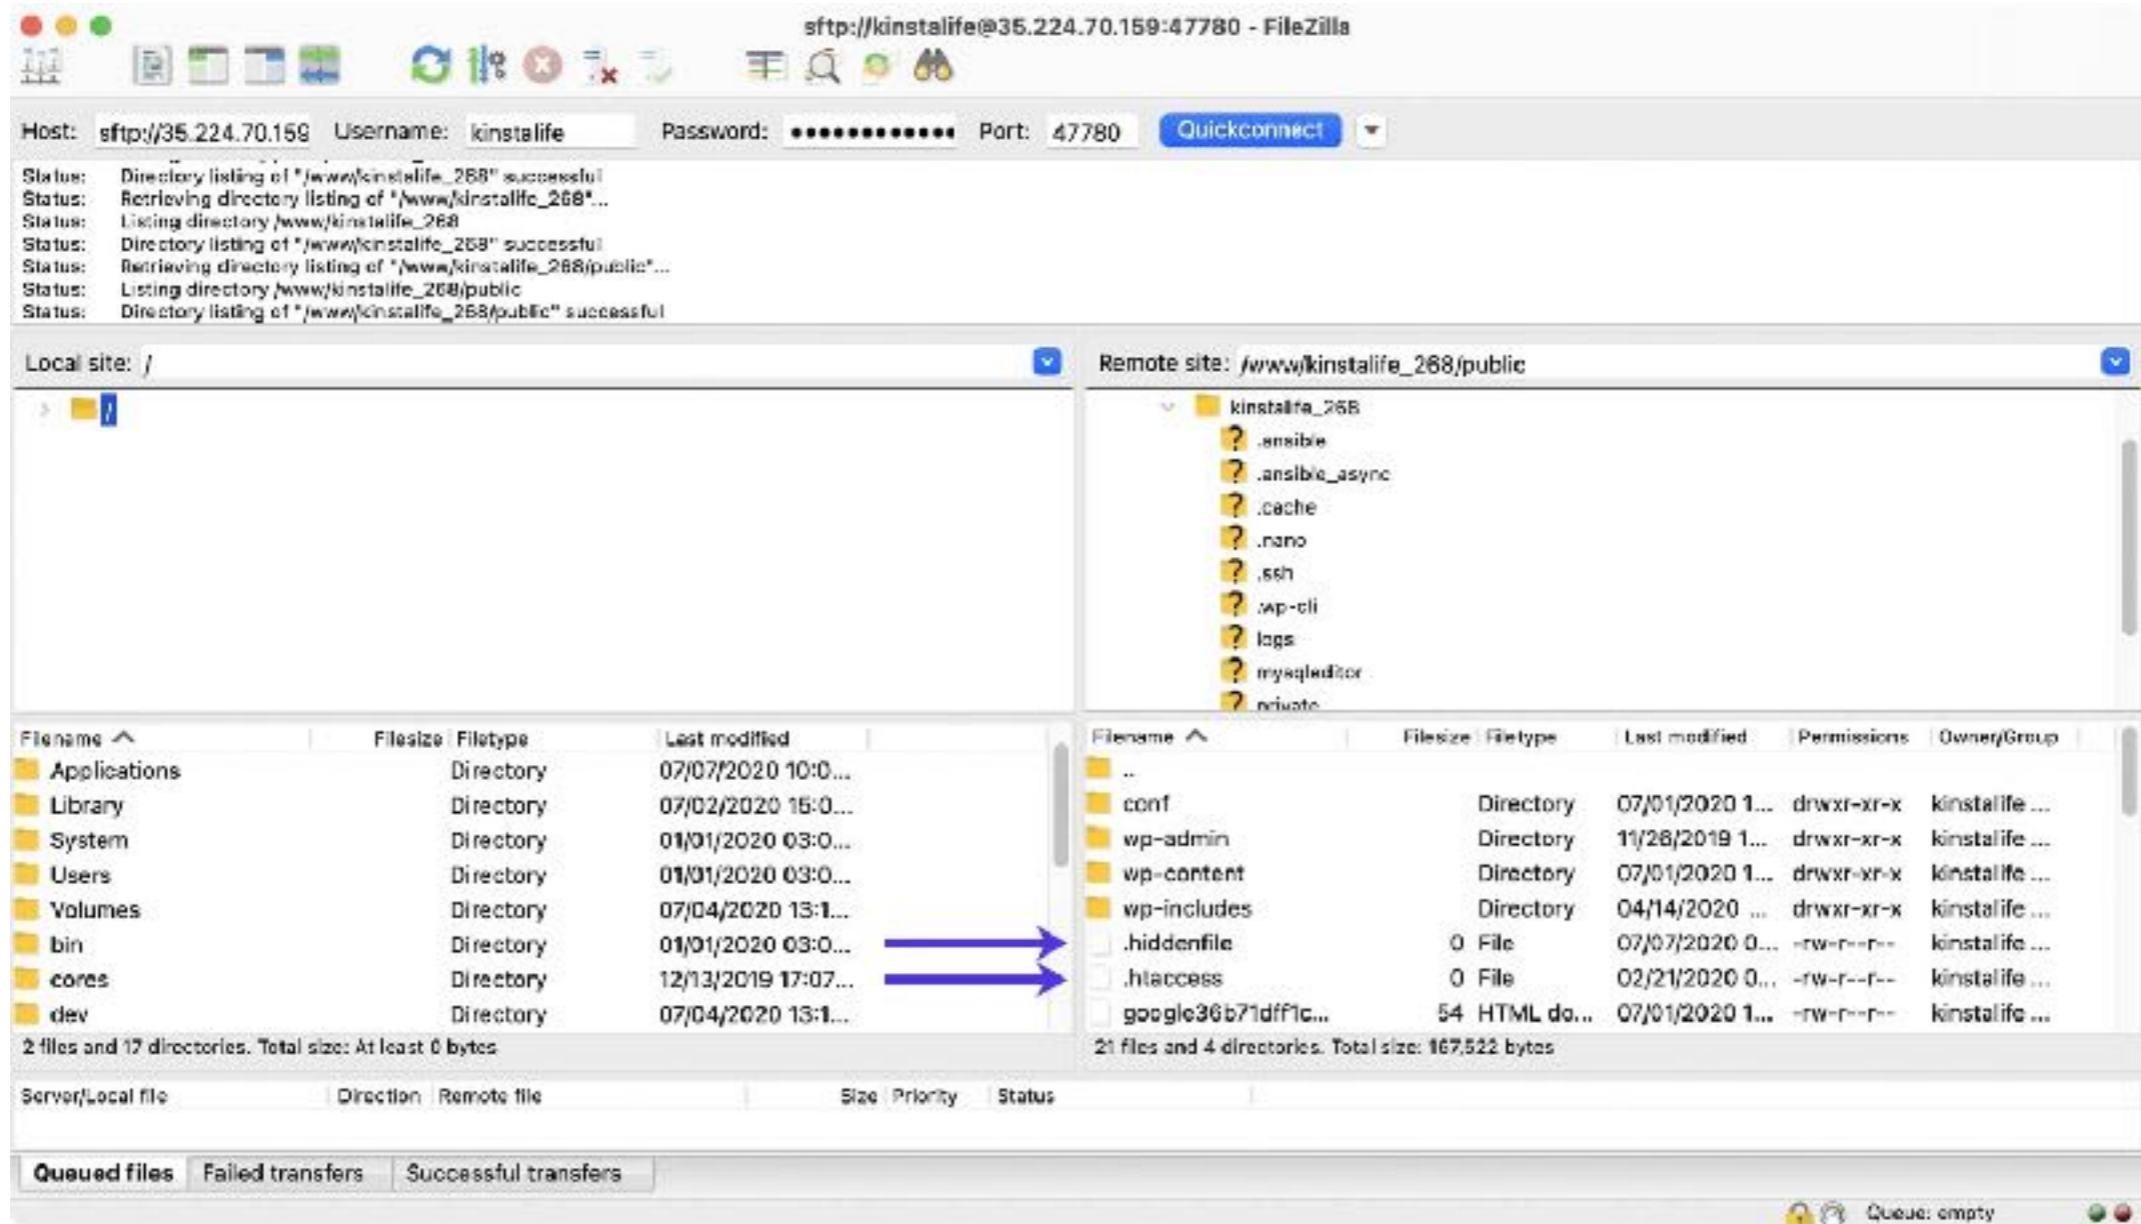 sftp://kinstalife@35.224.70.159:47780 - FileZilla
Host: sftp://35.224.70.159 Username: kinstalife Password: ●●●●●●●●●●●● Port: 47780 Quickconnect
Status: Directory listing of "/www/kinstalife_268" successful
Status: Retrieving directory listing of "/www/kinstalife_268"...
Status: Listing directory /www/kinstalife_268
Status: Directory listing of "/www/kinstalife_268" successful
Status: Retrieving directory listing of "/www/kinstalife_268/public"...
Status: Listing directory /www/kinstalife_268/public
Status: Directory listing of "/www/kinstalife_268/public" successful
Local site: /
/
Remote site: /www/kinstalife_268/public
kinstalife_268
.ansible
.ansible_async
.cache
.nano
.ssh
.wp-cli
logs
mysqleditor
private
Filename Filesize Filetype Last modified
Applications Directory 07/07/2020 10:0...
Library Directory 07/02/2020 15:0...
System Directory 01/01/2020 03:0...
Users Directory 01/01/2020 03:0...
Volumes Directory 07/04/2020 13:1...
bin Directory 01/01/2020 03:0...
cores Directory 12/13/2019 17:07...
dev Directory 07/04/2020 13:1...
2 files and 17 directories. Total size: At least 0 bytes
Filename Filesize Filetype Last modified Permissions Owner/Group
..
conf Directory 07/01/2020 1... drwxr-xr-x kinstalife ...
wp-admin Directory 11/26/2019 1... drwxr-xr-x kinstalife ...
wp-content Directory 07/01/2020 1... drwxr-xr-x kinstalife ...
wp-includes Directory 04/14/2020 ... drwxr-xr-x kinstalife ...
.hiddenfile 0 File 07/07/2020 0... -rw-r--r-- kinstalife ...
.htaccess 0 File 02/21/2020 0... -rw-r--r-- kinstalife ...
google36b71dff1c... 54 HTML do... 07/01/2020 1... -rw-r--r-- kinstalife ...
21 files and 4 directories. Total size: 167,522 bytes
Server/Local file Direction Remote file Size Priority Status
Queued files Failed transfers Successful transfers
Queue: empty